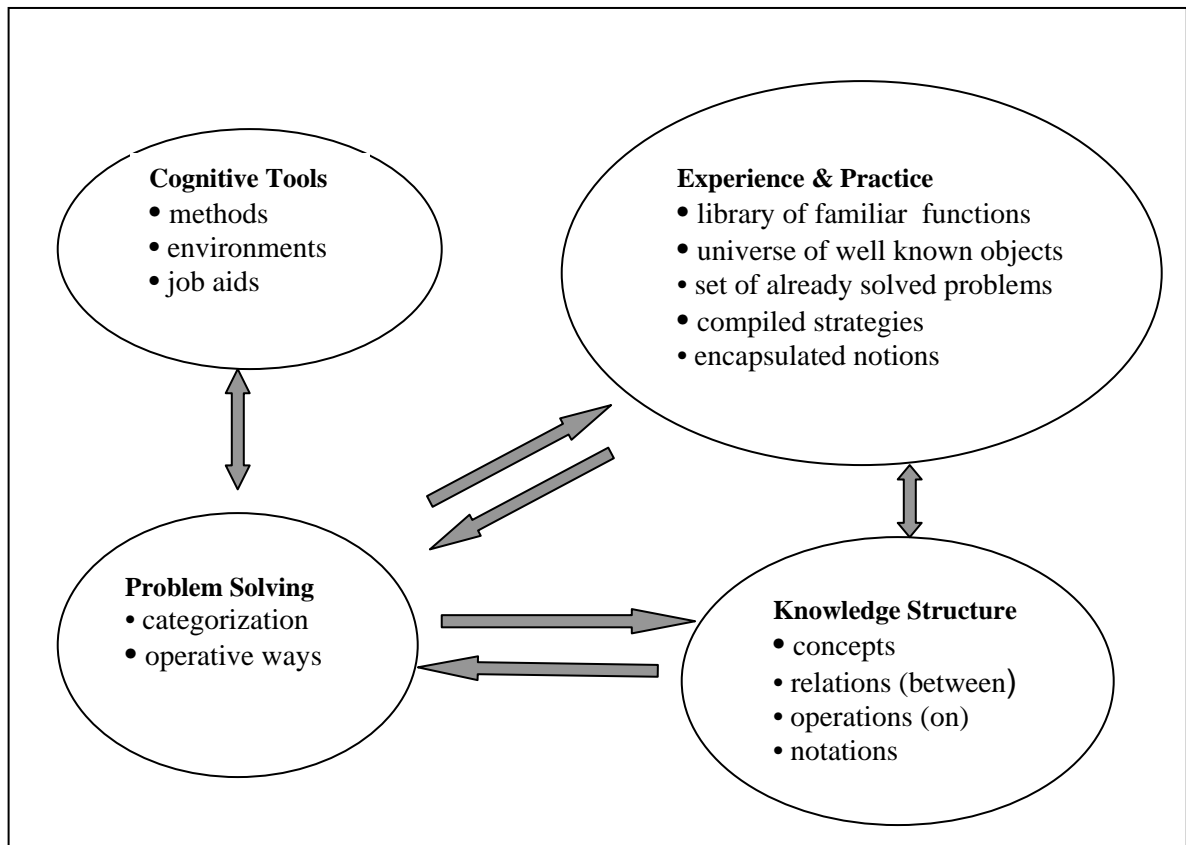 Cognitive Tools
• methods
• environments
• job aids
Experience & Practice
• library of familiar functions
• universe of well known objects
• set of already solved problems
• compiled strategies
• encapsulated notions
Problem Solving
• categorization
• operative ways
Knowledge Structure
• concepts
• relations (between)
• operations (on)
• notations